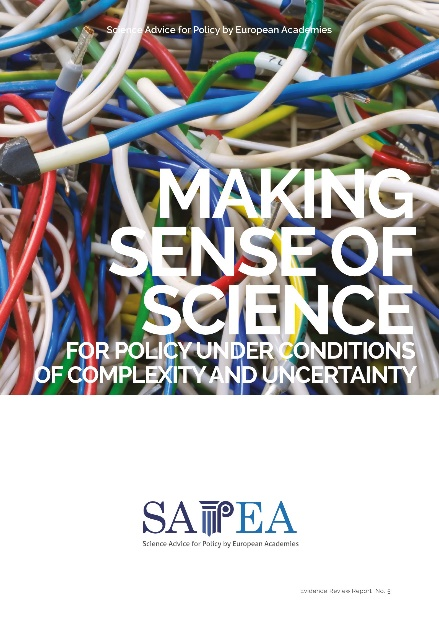 Science Advice for Policy by European Academies
MAKING
SENSE OF
SCIENCE
FOR POLICY UNDER CONDITIONS
OF COMPLEXITY AND UNCERTAINTY
SAPEA
Science Advice for Policy by European Academies
Evidence Review Report No. 5